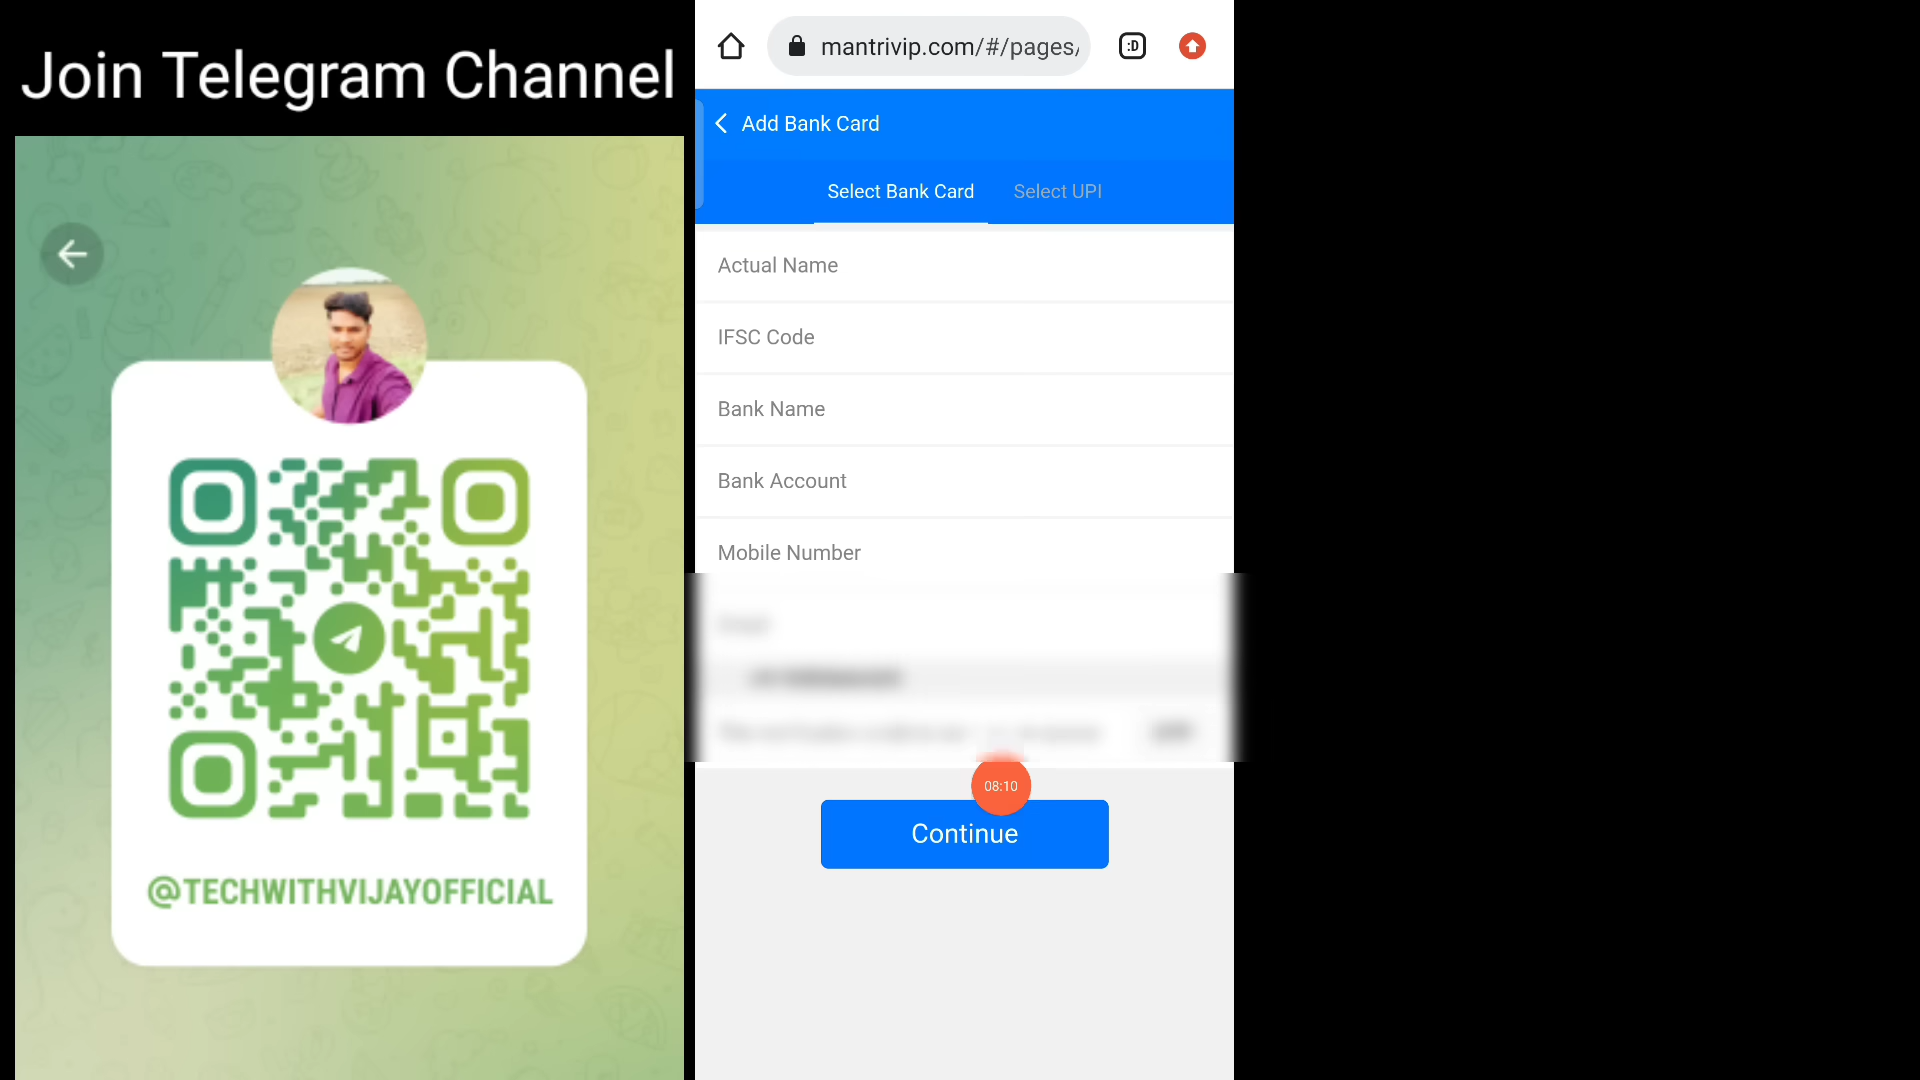 Join Telegram Channel
@TECHWITHVIJAYOFFICIAL
mantrivip.com/#/pages/
:D
Add Bank Card
Select Bank Card
Select UPI
Actual Name
IFSC Code
Bank Name
Bank Account
Mobile Number
08:10
Continue